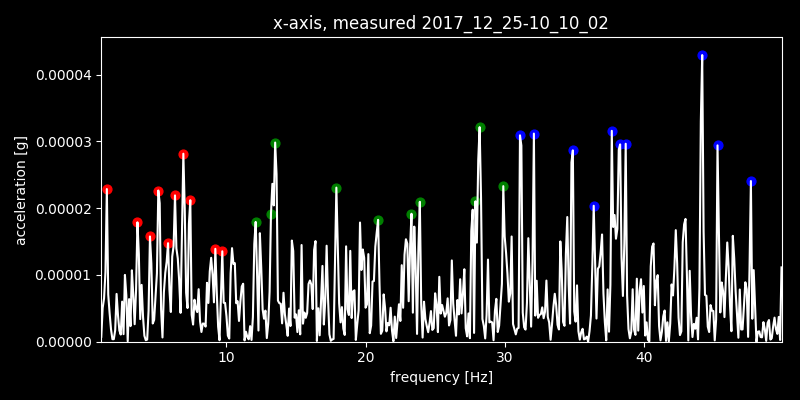 x-axis, measured 2017_12_25-10_10_02
0.00004
0.00003
0.00002
0.00001
0.00000
acceleration [g]
10 20 30 40
frequency [Hz]